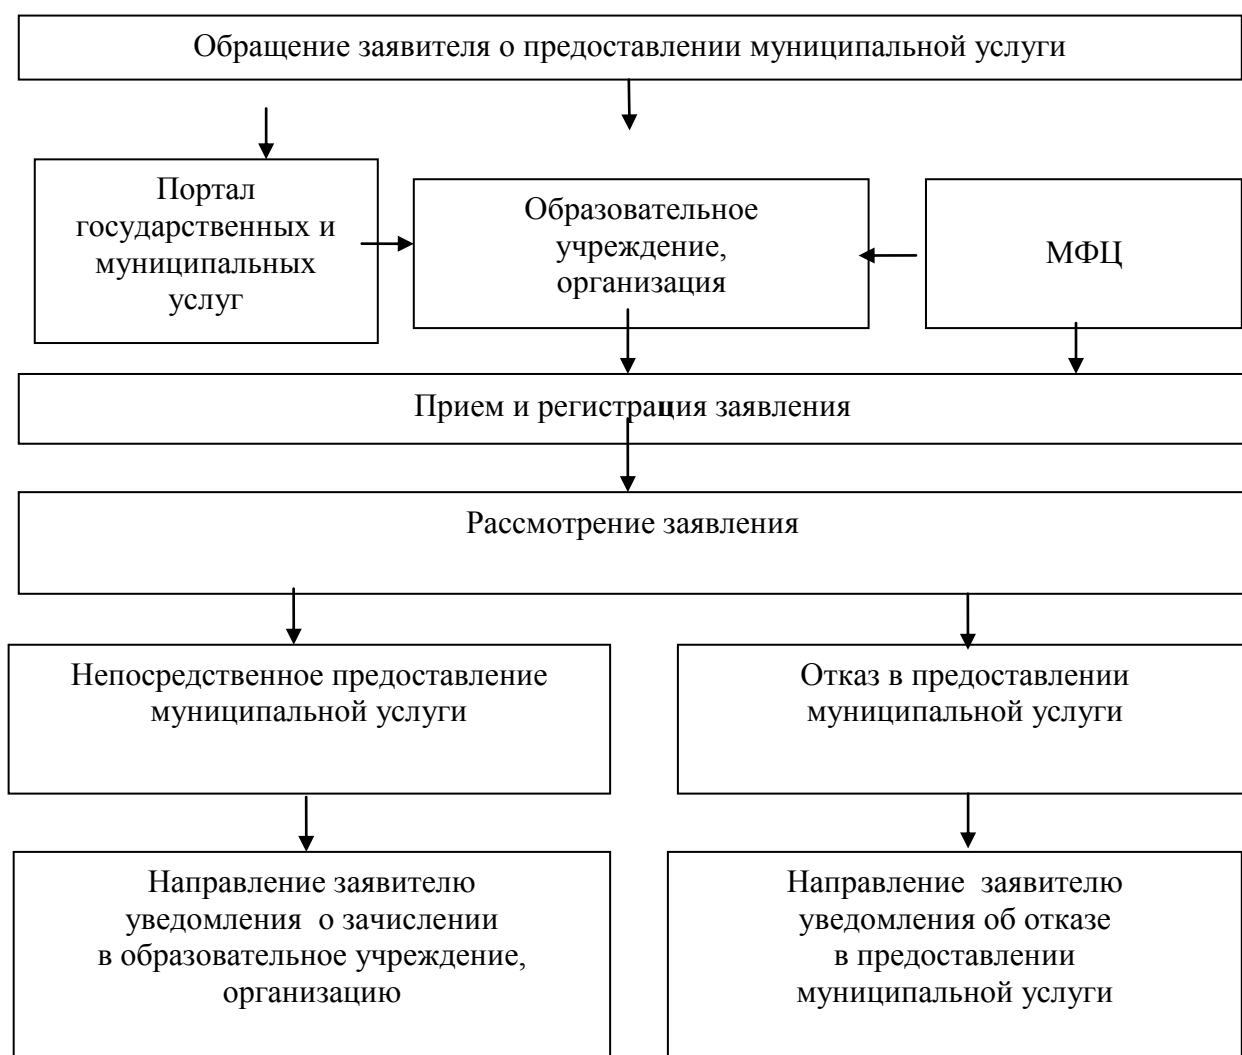 Обращение заявителя о предоставлении муниципальной услуги
Портал
государственных и
муниципальных
услуг
Образовательное
учреждение,
организация
МФЦ
Прием и регистрация заявления
Рассмотрение заявления
Непосредственное предоставление
муниципальной услуги
Отказ в предоставлении
муниципальной услуги
Направление заявителю
уведомления о зачислении
в образовательное учреждение,
организацию
Направление заявителю
уведомления об отказе
в предоставлении
муниципальной услуги